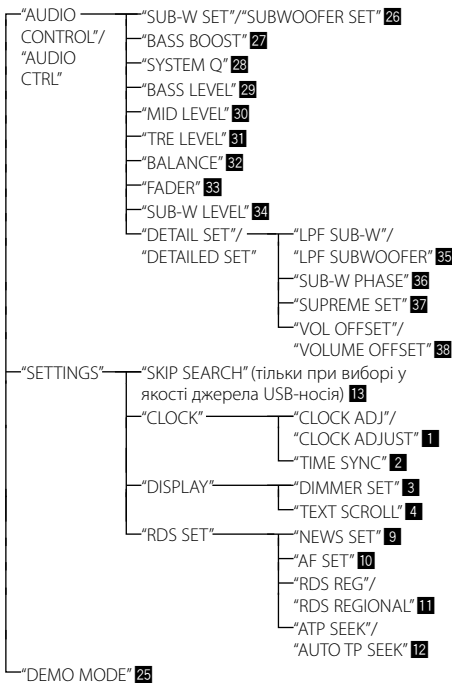 “AUDIO CONTROL”/ “AUDIO CTRL”
“SUB-W SET”/“SUBWOOFER SET” 26
“BASS BOOST” 27
“SYSTEM Q” 28
“BASS LEVEL” 29
“MID LEVEL” 30
“TRE LEVEL” 31
“BALANCE” 32
“FADER” 33
“SUB-W LEVEL” 34
“DETAIL SET”/
“DETAILED SET”
“LPF SUB-W”/
“LPF SUBWOOFER” 35
“SUB-W PHASE” 36
“SUPREME SET” 37
“VOL OFFSET”/
“VOLUME OFFSET” 38
“SETTINGS”
“SKIP SEARCH” (тільки при виборі у
якості джерела USB-носія) 13
“CLOCK”
“CLOCK ADJ”/
“CLOCK ADJUST” 1
“TIME SYNC” 2
“DISPLAY”
“DIMMER SET” 3
“TEXT SCROLL” 4
“RDS SET”
“NEWS SET” 9
“AF SET” 10
“RDS REG”/
“RDS REGIONAL” 11
“ATP SEEK”/
“AUTO TP SEEK” 12
“DEMO MODE” 25